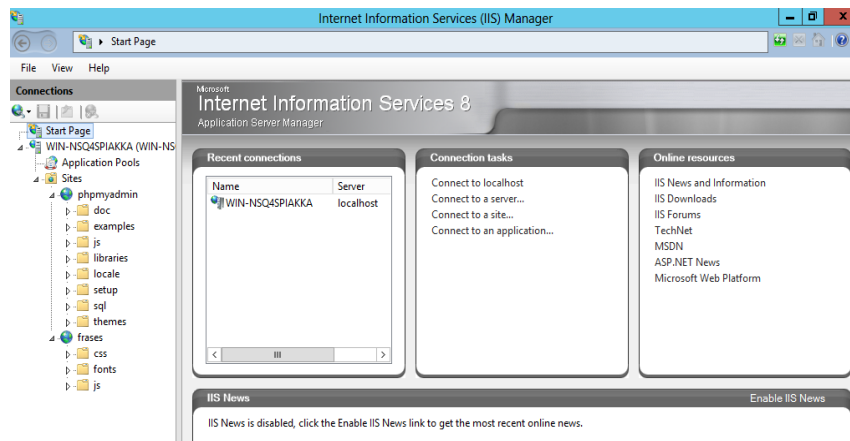 Internet Information Services (IIS) Manager
Start Page
File View Help
Connections
Start Page
WIN-NSQ4SPIAKKA (WIN-NS
Application Pools
Sites
phpmyadmin
doc
examples
js
libraries
locale
setup
sql
themes
frases
css
fonts
js
Microsoft
Internet Information Services 8
Application Server Manager
Recent connections
Name Server
WIN-NSQ4SPIAKKA localhost
Connection tasks
Connect to localhost
Connect to a server...
Connect to a site...
Connect to an application...
Online resources
IIS News and Information
IIS Downloads
IIS Forums
TechNet
MSDN
ASP.NET News
Microsoft Web Platform
IIS News Enable IIS News
IIS News is disabled, click the Enable IIS News link to get the most recent online news.